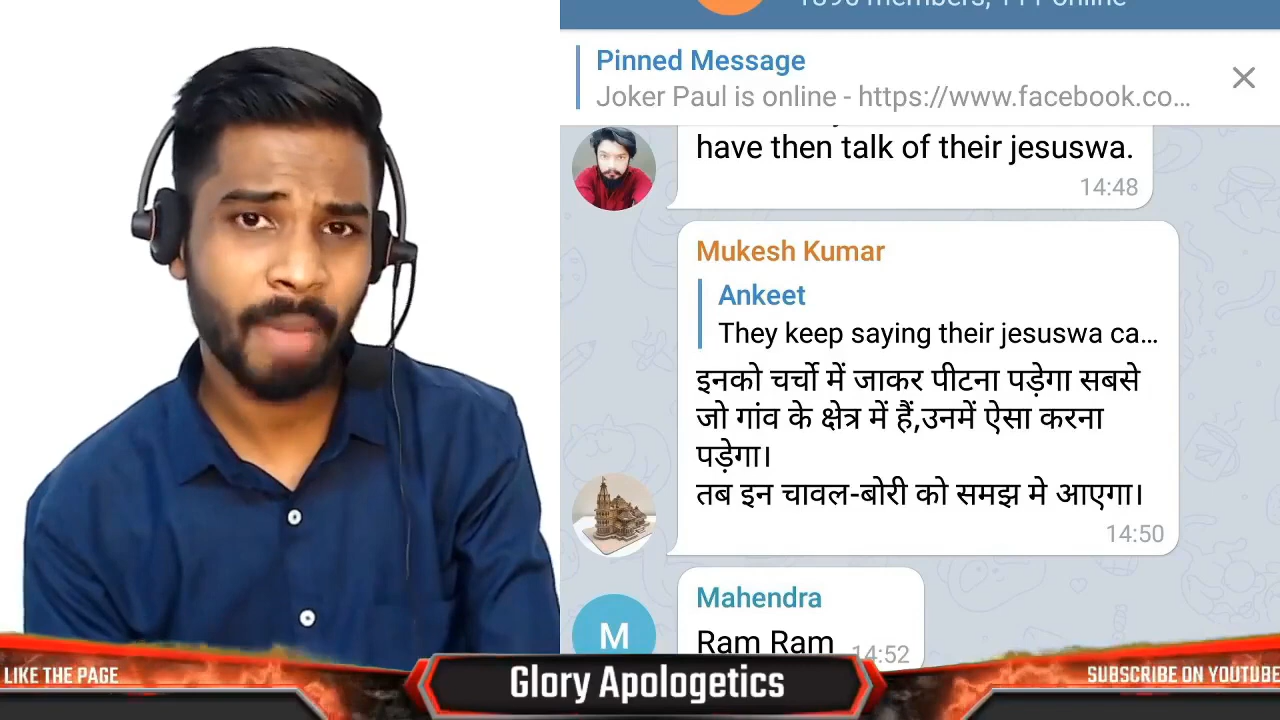 Pinned Message
Joker Paul is online - https://www.facebook.co...
have then talk of their jesuswa.
14:48
Mukesh Kumar
Ankeet
They keep saying their jesuswa ca...
इनको चर्चो में जाकर पीटना पड़ेगा सबसे
जो गांव के क्षेत्र में हैं,उनमें ऐसा करना
पड़ेगा।
तब इन चावल-बोरी को समझ मे आएगा।
14:50
Mahendra
M
Ram Ram
14:52
LIKE THE PAGE
Glory Apologetics
SUBSCRIBE ON YOUTUBE